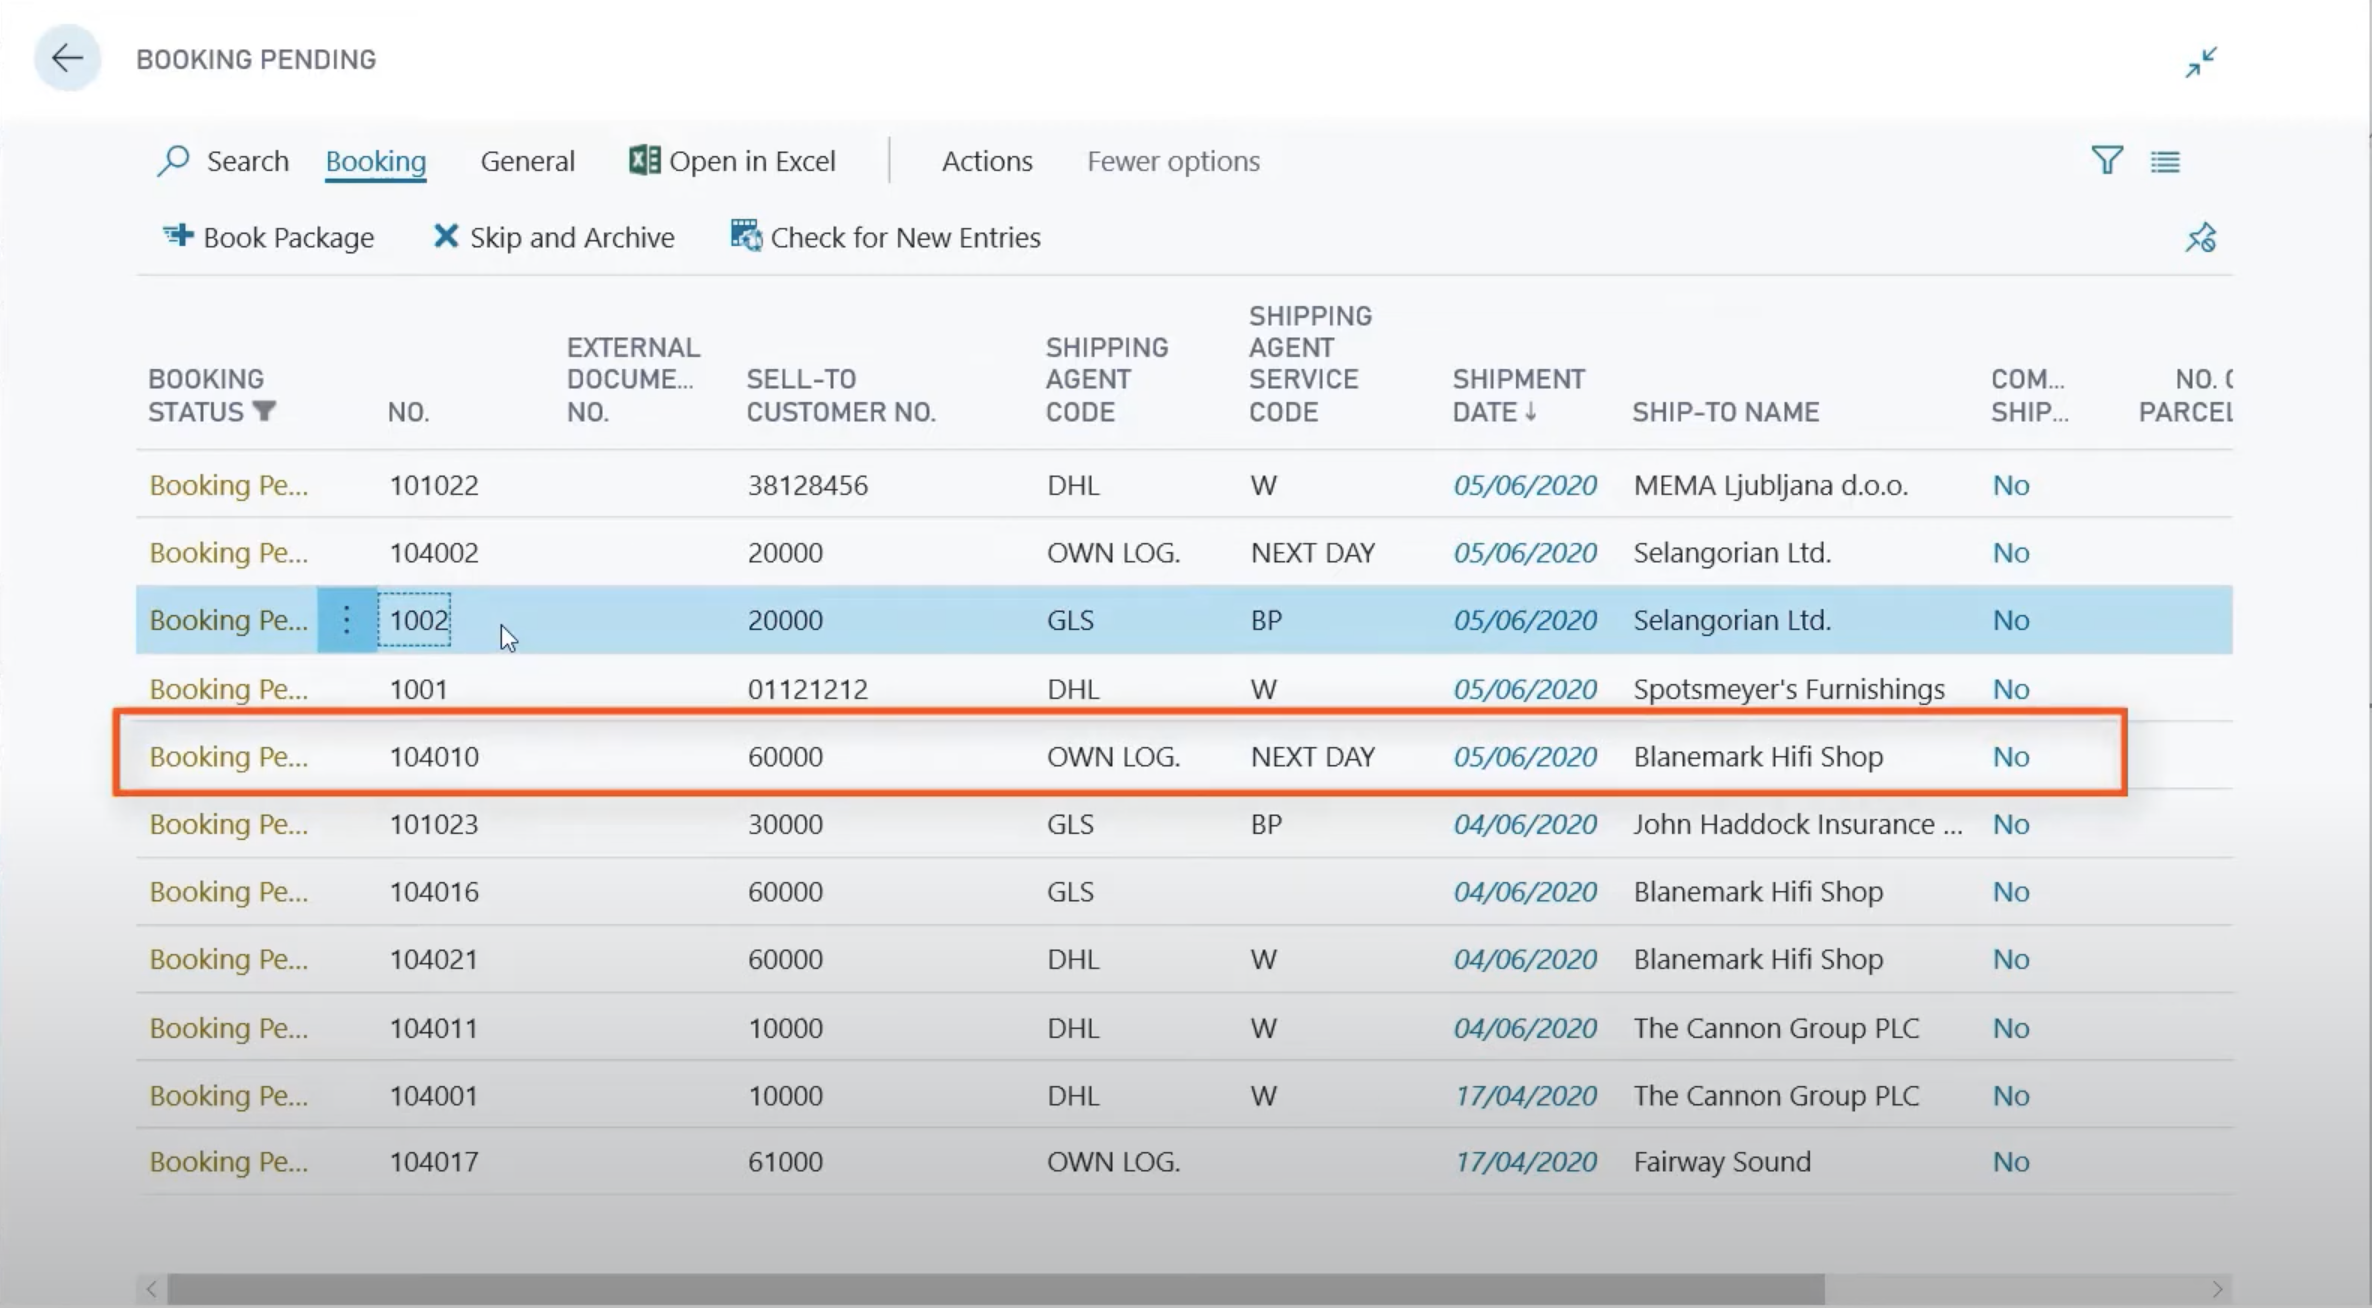 BOOKING PENDING
Search Booking General Open in Excel Actions Fewer options
Book Package Skip and Archive Check for New Entries
BOOKING STATUS NO. EXTERNAL DOCUME... NO. SELL-TO CUSTOMER NO. SHIPPING AGENT CODE SHIPPING AGENT SERVICE CODE SHIPMENT DATE↓ SHIP-TO NAME COM... SHIP... NO. PARCEL
Booking Pe... 101022 38128456 DHL W 05/06/2020 MEMA Ljubljana d.o.o. No
Booking Pe... 104002 20000 OWN LOG. NEXT DAY 05/06/2020 Selangorian Ltd. No
Booking Pe... 1002 20000 GLS BP 05/06/2020 Selangorian Ltd. No
Booking Pe... 1001 01121212 DHL W 05/06/2020 Spotsmeyer's Furnishings No
Booking Pe... 104010 60000 OWN LOG. NEXT DAY 05/06/2020 Blanemark Hifi Shop No
Booking Pe... 101023 30000 GLS BP 04/06/2020 John Haddock Insurance ... No
Booking Pe... 104016 60000 GLS 04/06/2020 Blanemark Hifi Shop No
Booking Pe... 104021 60000 DHL W 04/06/2020 Blanemark Hifi Shop No
Booking Pe... 104011 10000 DHL W 04/06/2020 The Cannon Group PLC No
Booking Pe... 104001 10000 DHL W 17/04/2020 The Cannon Group PLC No
Booking Pe... 104017 61000 OWN LOG. 17/04/2020 Fairway Sound No